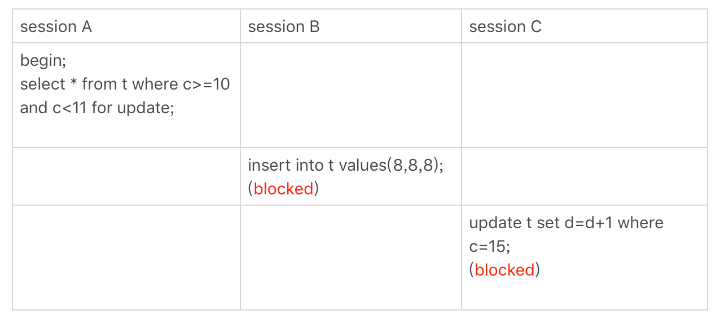 session A
session B
session C
begin;
select * from t where c>=10
and c<11 for update;
insert into t values(8,8,8);
(blocked)
update t set d=d+1 where
c=15;
(blocked)